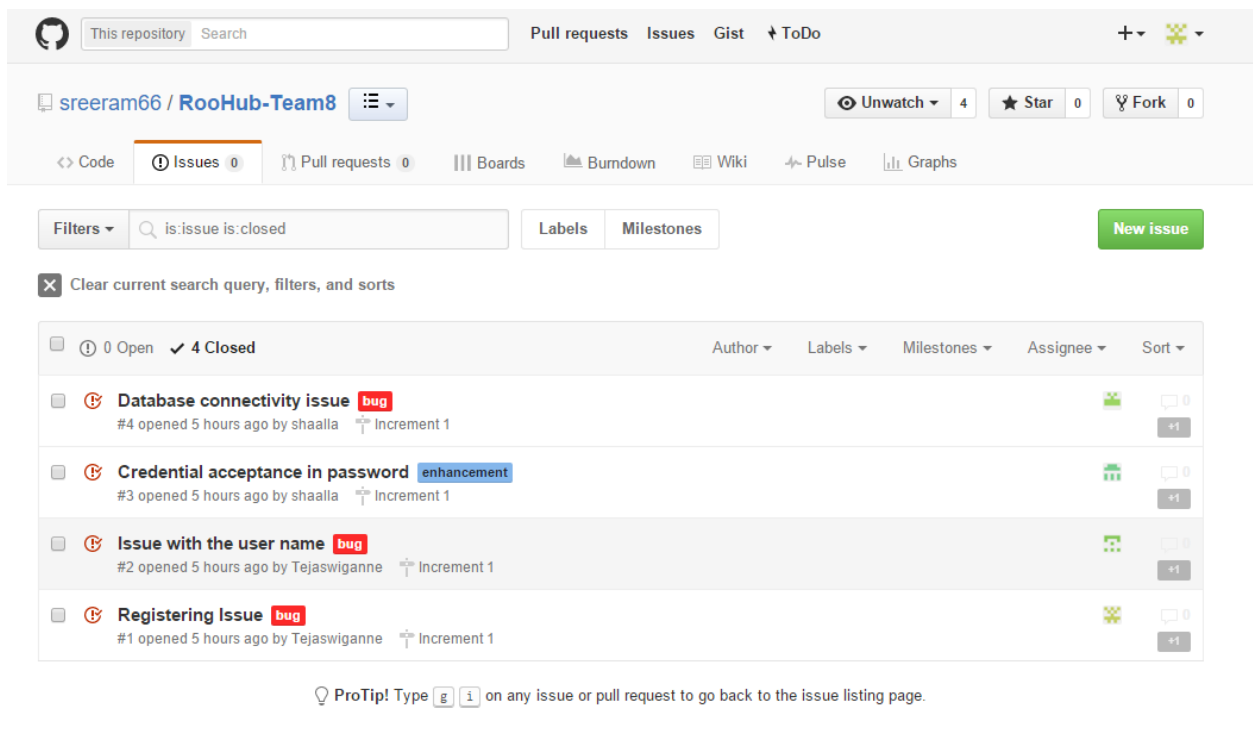 This repository Search Pull requests Issues Gist ToDo
sreeram66 / RooHub-Team8 Unwatch 4 Star 0 Fork 0
Code Issues 0 Pull requests 0 Boards Burndown Wiki Pulse Graphs
Filters is:issue is:closed Labels Milestones New issue
Clear current search query, filters, and sorts
0 Open 4 Closed Author Labels Milestones Assignee Sort
Database connectivity issue bug 0
#4 opened 5 hours ago by shaalla Increment 1 +1
Credential acceptance in password enhancement 0
#3 opened 5 hours ago by shaalla Increment 1 +1
Issue with the user name bug 0
#2 opened 5 hours ago by Tejaswiganne Increment 1 +1
Registering Issue bug 0
#1 opened 5 hours ago by Tejaswiganne Increment 1 +1
ProTip! Type g i on any issue or pull request to go back to the issue listing page.